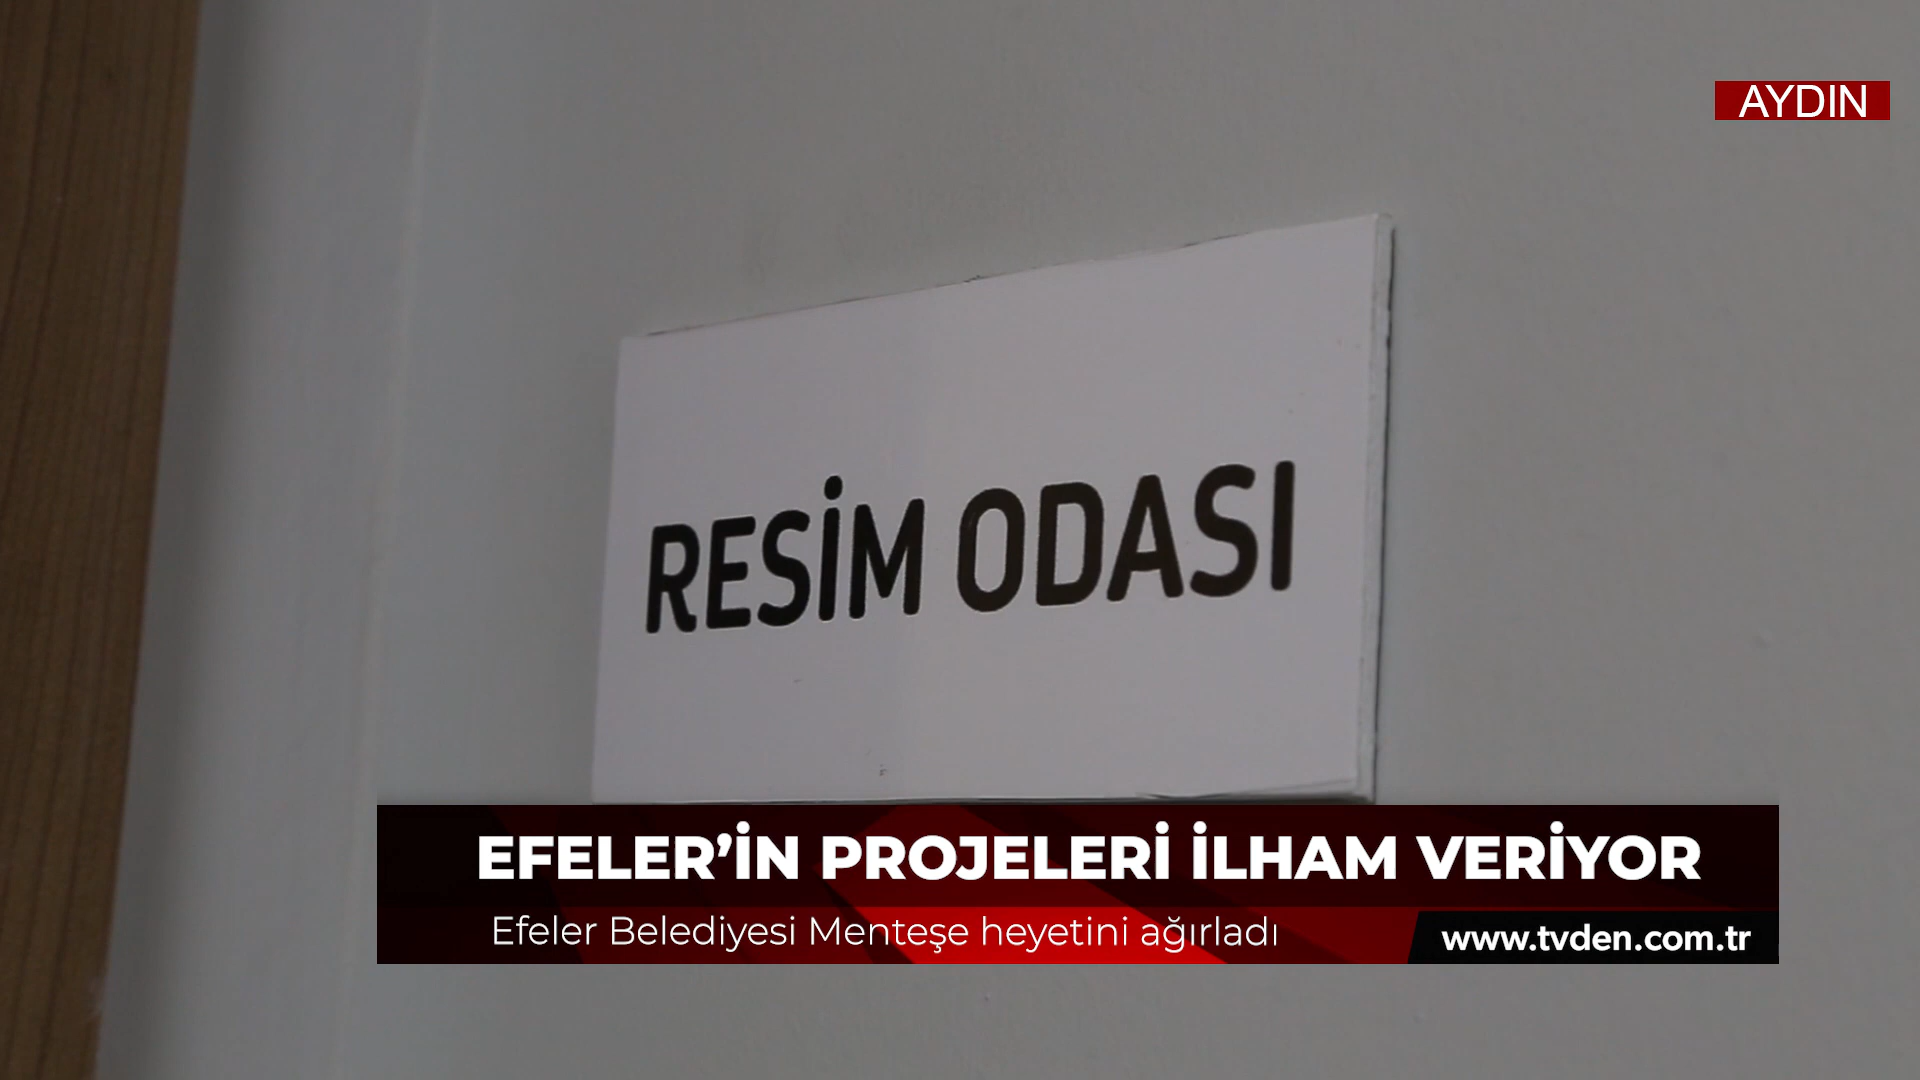 AYDIN
RESİM ODASI
EFELER’İN PROJELERİ İLHAM VERİYOR
Efeler Belediyesi Menteşe heyetini ağırladı
www.tvden.com.tr